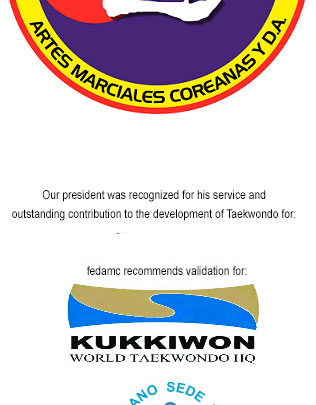 ARTES MARCIALES COREANAS Y D.A.
Our president was recognized for his service and
outstanding contribution to the development of Taekwondo for:
fedamc recommends validation for:
KUKKIWON
WORLD TAEKWONDO HQ
ANO SEDE